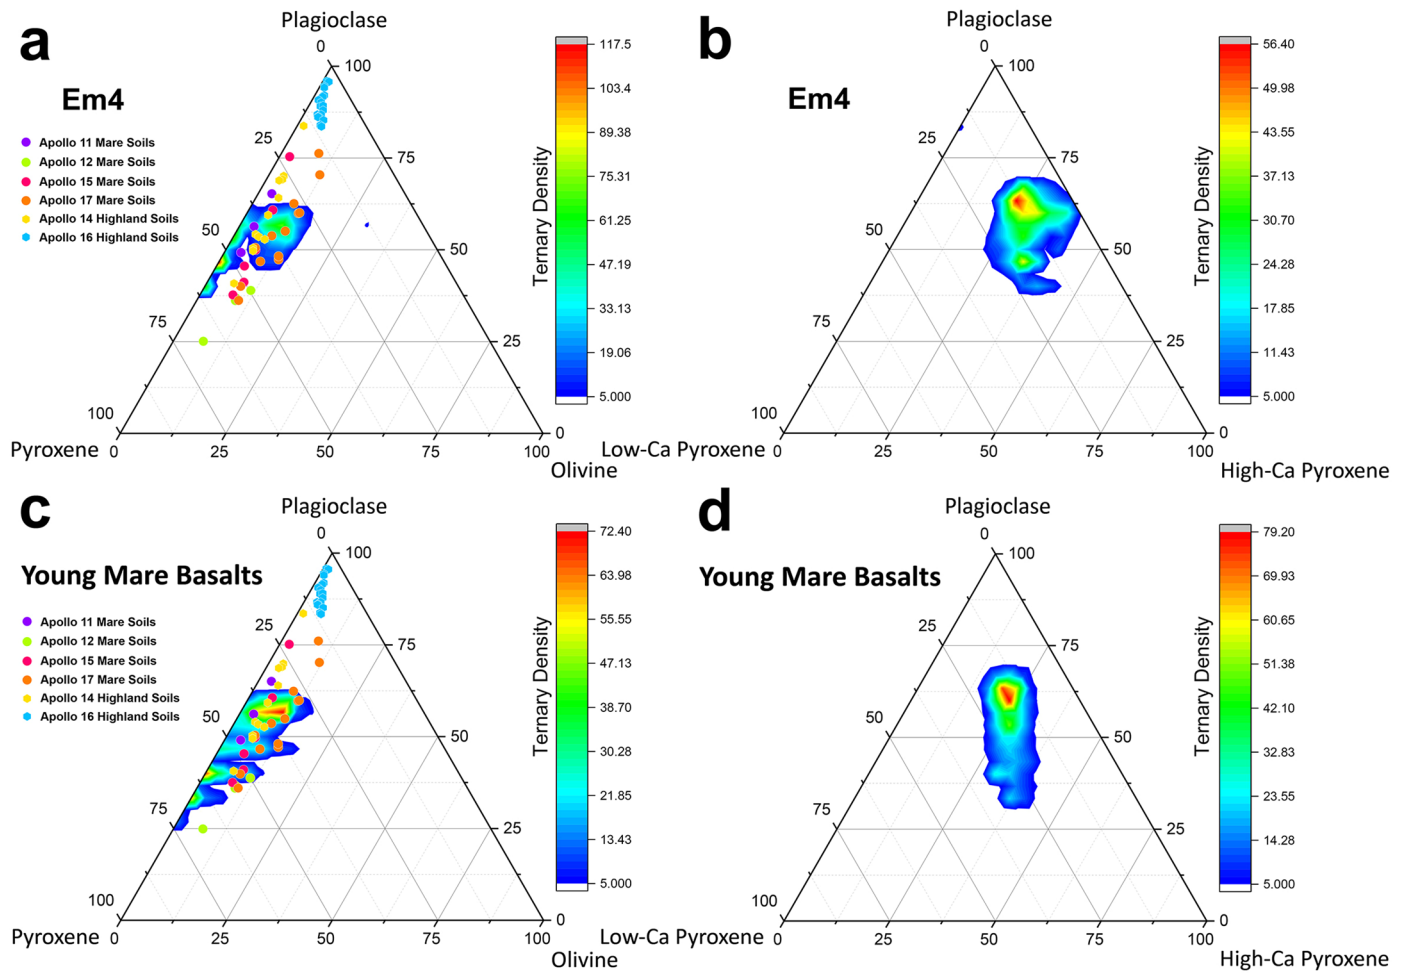 a
Plagioclase
0
100
Em4
Apollo 11 Mare Soils
Apollo 12 Mare Soils
Apollo 15 Mare Soils
Apollo 17 Mare Soils
Apollo 14 Highland Soils
Apollo 16 Highland Soils
25
75
50
50
75
25
100
0
Pyroxene
0
25
50
75
100
Olivine
Ternary Density
117.5
103.4
89.38
75.31
61.25
47.19
33.13
19.06
5.000
b
Plagioclase
0
100
Em4
25
75
50
50
75
25
100
0
Low-Ca Pyroxene
0
25
50
75
100
High-Ca Pyroxene
Ternary Density
56.40
49.98
43.55
37.13
30.70
24.28
17.85
11.43
5.000
c
Plagioclase
0
100
Young Mare Basalts
Apollo 11 Mare Soils
Apollo 12 Mare Soils
Apollo 15 Mare Soils
Apollo 17 Mare Soils
Apollo 14 Highland Soils
Apollo 16 Highland Soils
25
75
50
50
75
25
100
0
Pyroxene
0
25
50
75
100
Olivine
Ternary Density
72.40
63.98
55.55
47.13
38.70
30.28
21.85
13.43
5.000
d
Plagioclase
0
100
Young Mare Basalts
25
75
50
50
75
25
100
0
Low-Ca Pyroxene
0
25
50
75
100
High-Ca Pyroxene
Ternary Density
79.20
69.93
60.65
51.38
42.10
32.83
23.55
14.28
5.000